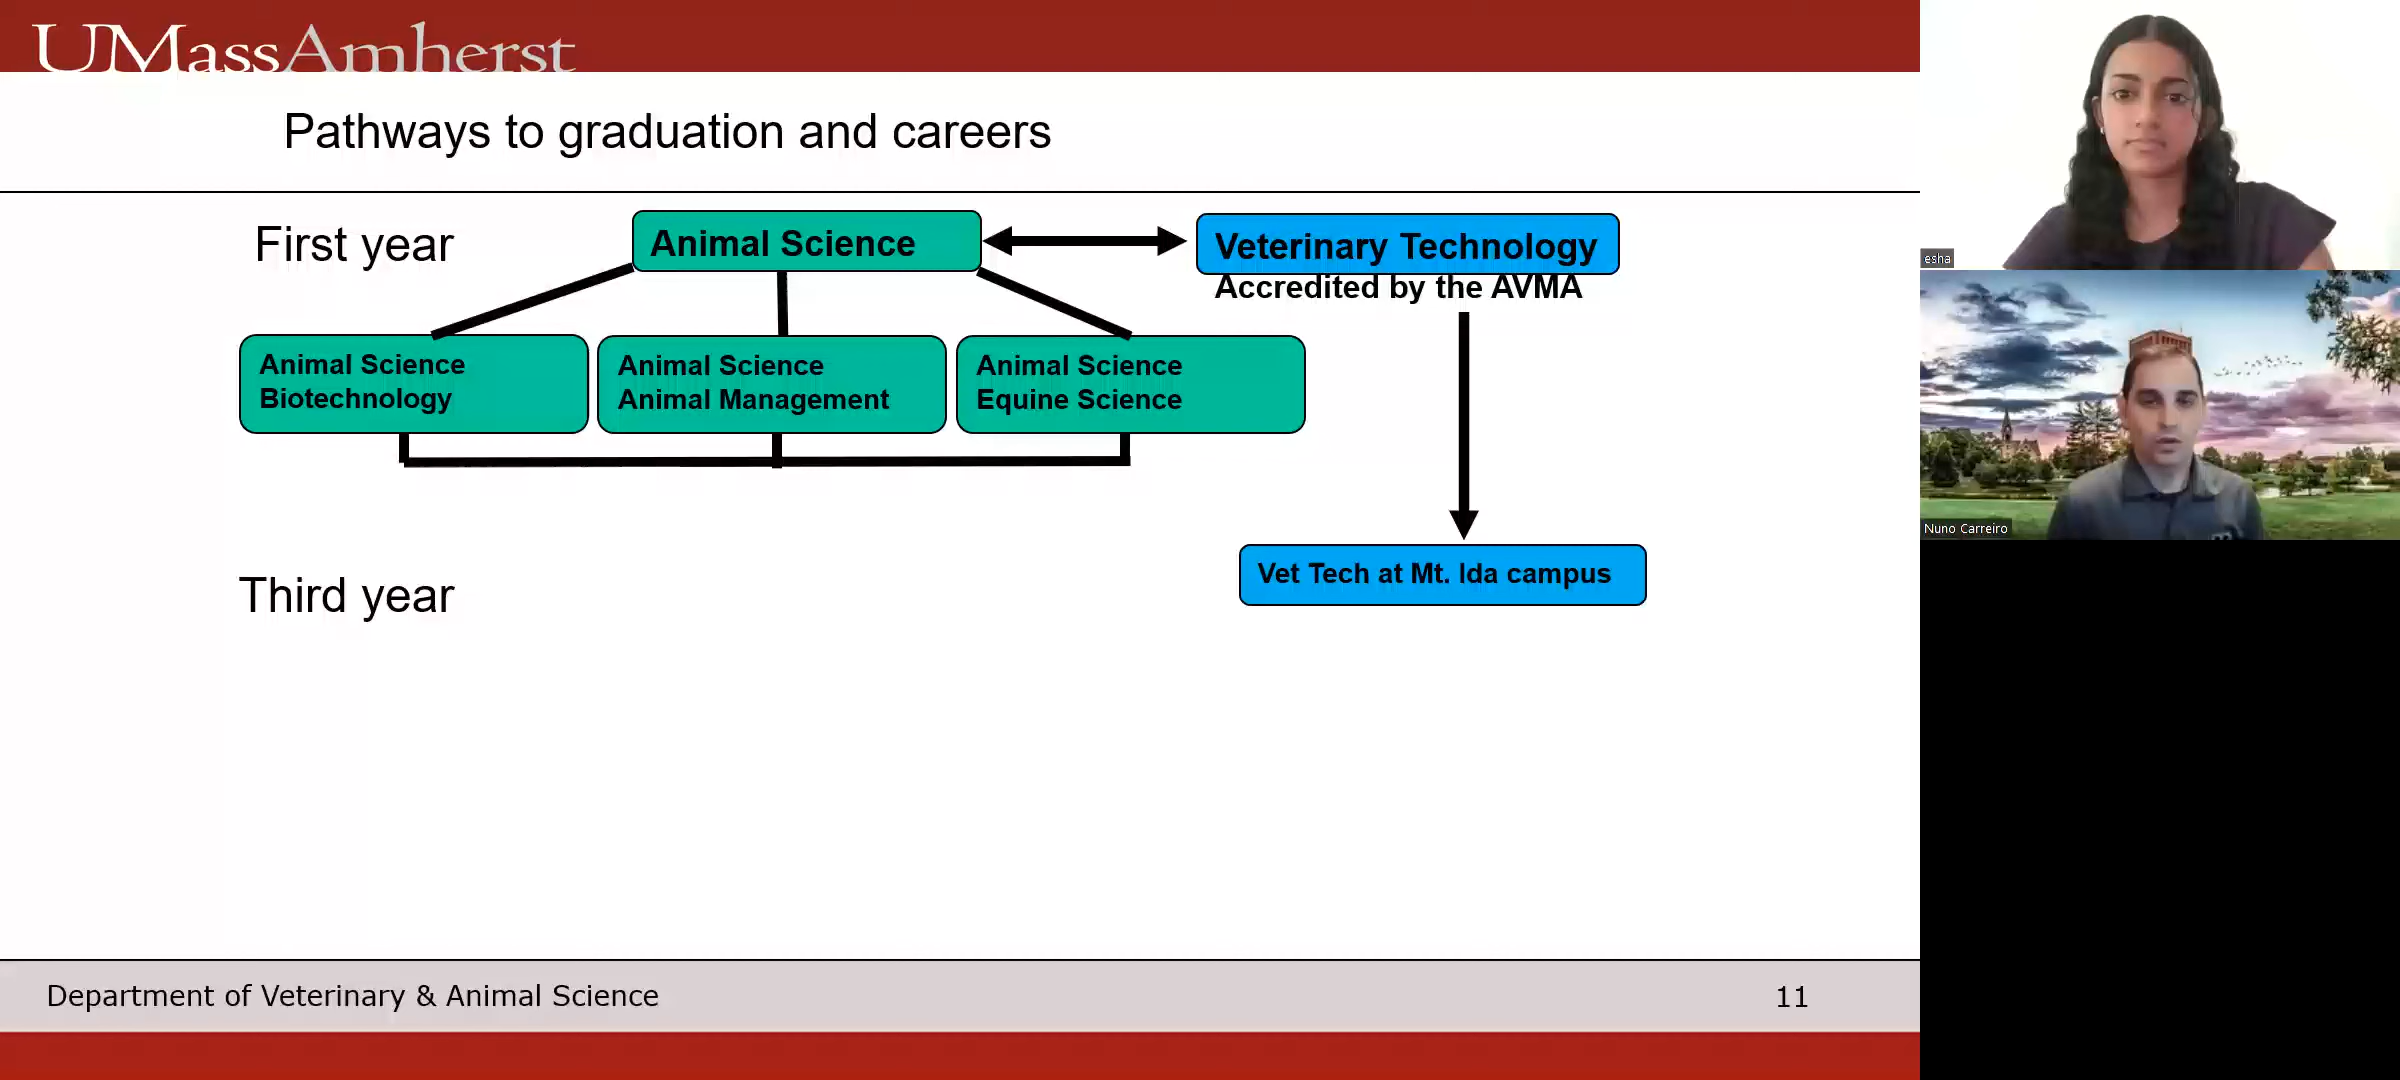 UMassAmherst
Pathways to graduation and careers
First year
Animal Science
Veterinary Technology
Accredited by the AVMA
Animal Science
Biotechnology
Animal Science
Animal Management
Animal Science
Equine Science
Third year
Vet Tech at Mt. Ida campus
Department of Veterinary & Animal Science
11
esha
Nuno Carreiro